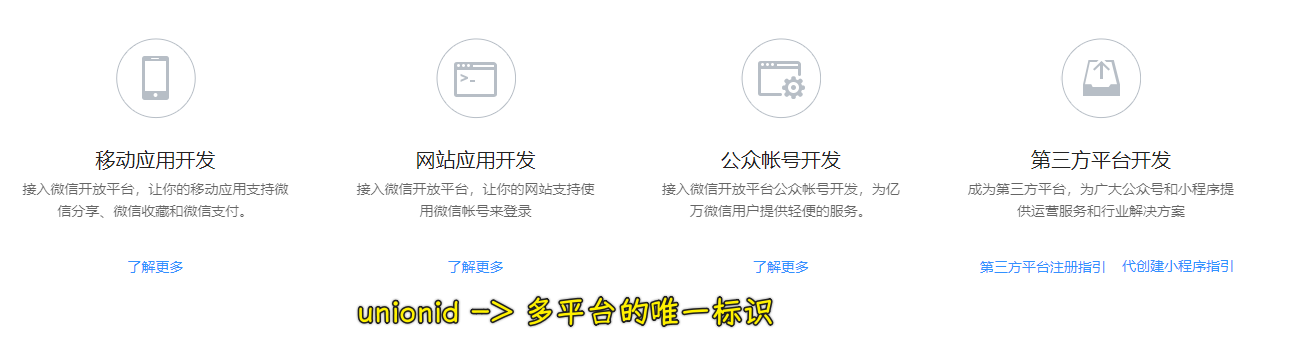 移动应用开发
接入微信开放平台，让你的移动应用支持微
信分享、微信收藏和微信支付。
了解更多
网站应用开发
接入微信开放平台，让你的网站支持使
用微信帐号来登录
了解更多
公众帐号开发
接入微信开放平台公众帐号开发，为亿
万微信用户提供轻便的服务。
了解更多
第三方平台开发
成为第三方平台，为广大公众号和小程序提
供运营服务和行业解决方案
第三方平台注册指引 代创建小程序指引
unionid -> 多平台的唯一标识